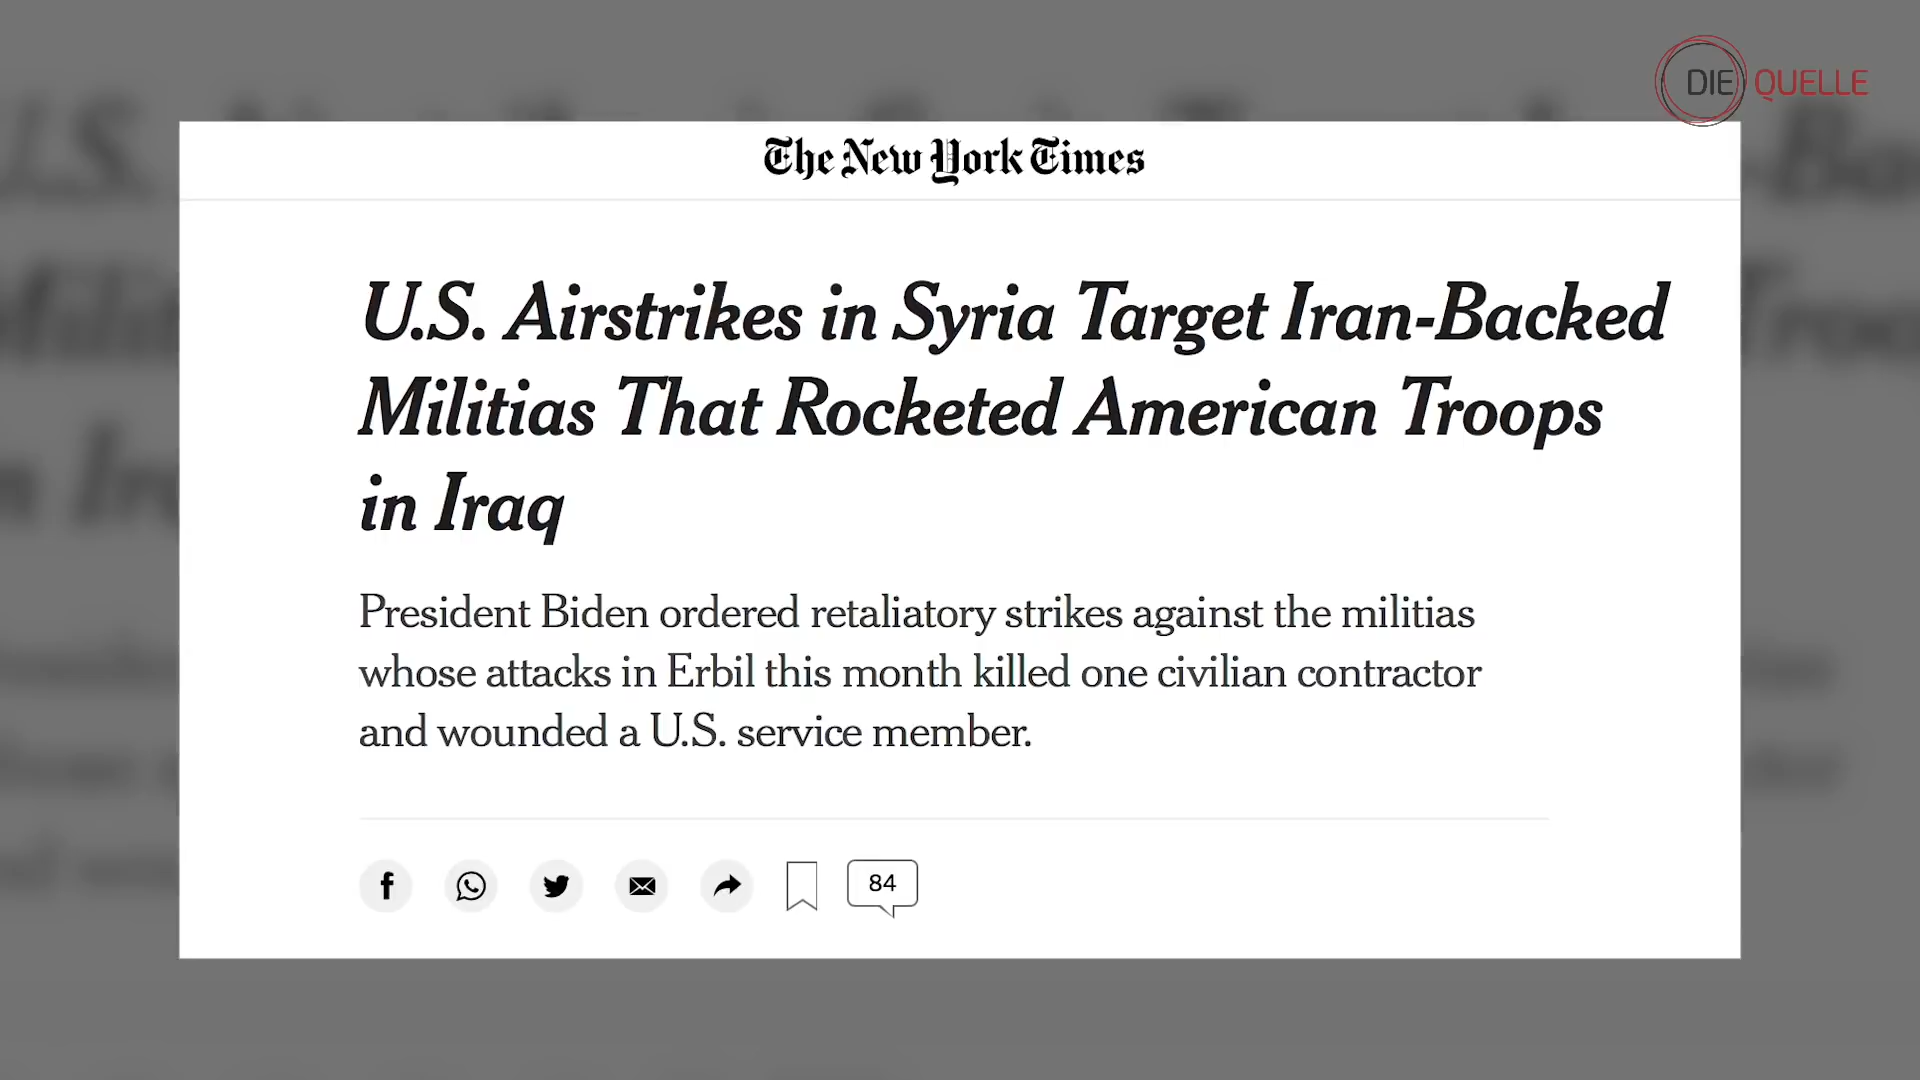 DIE QUELLE
The New York Times
U.S. Airstrikes in Syria Target Iran-Backed
Militias That Rocketed American Troops
in Iraq
President Biden ordered retaliatory strikes against the militias
whose attacks in Erbil this month killed one civilian contractor
and wounded a U.S. service member.
84